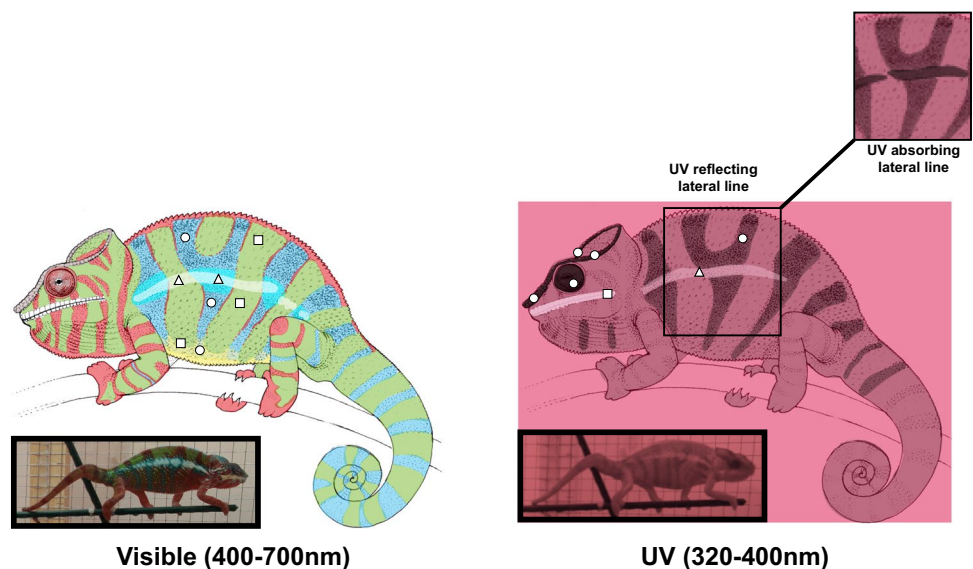 UV absorbing
lateral line
UV reflecting
lateral line
Visible (400-700nm)
UV (320-400nm)